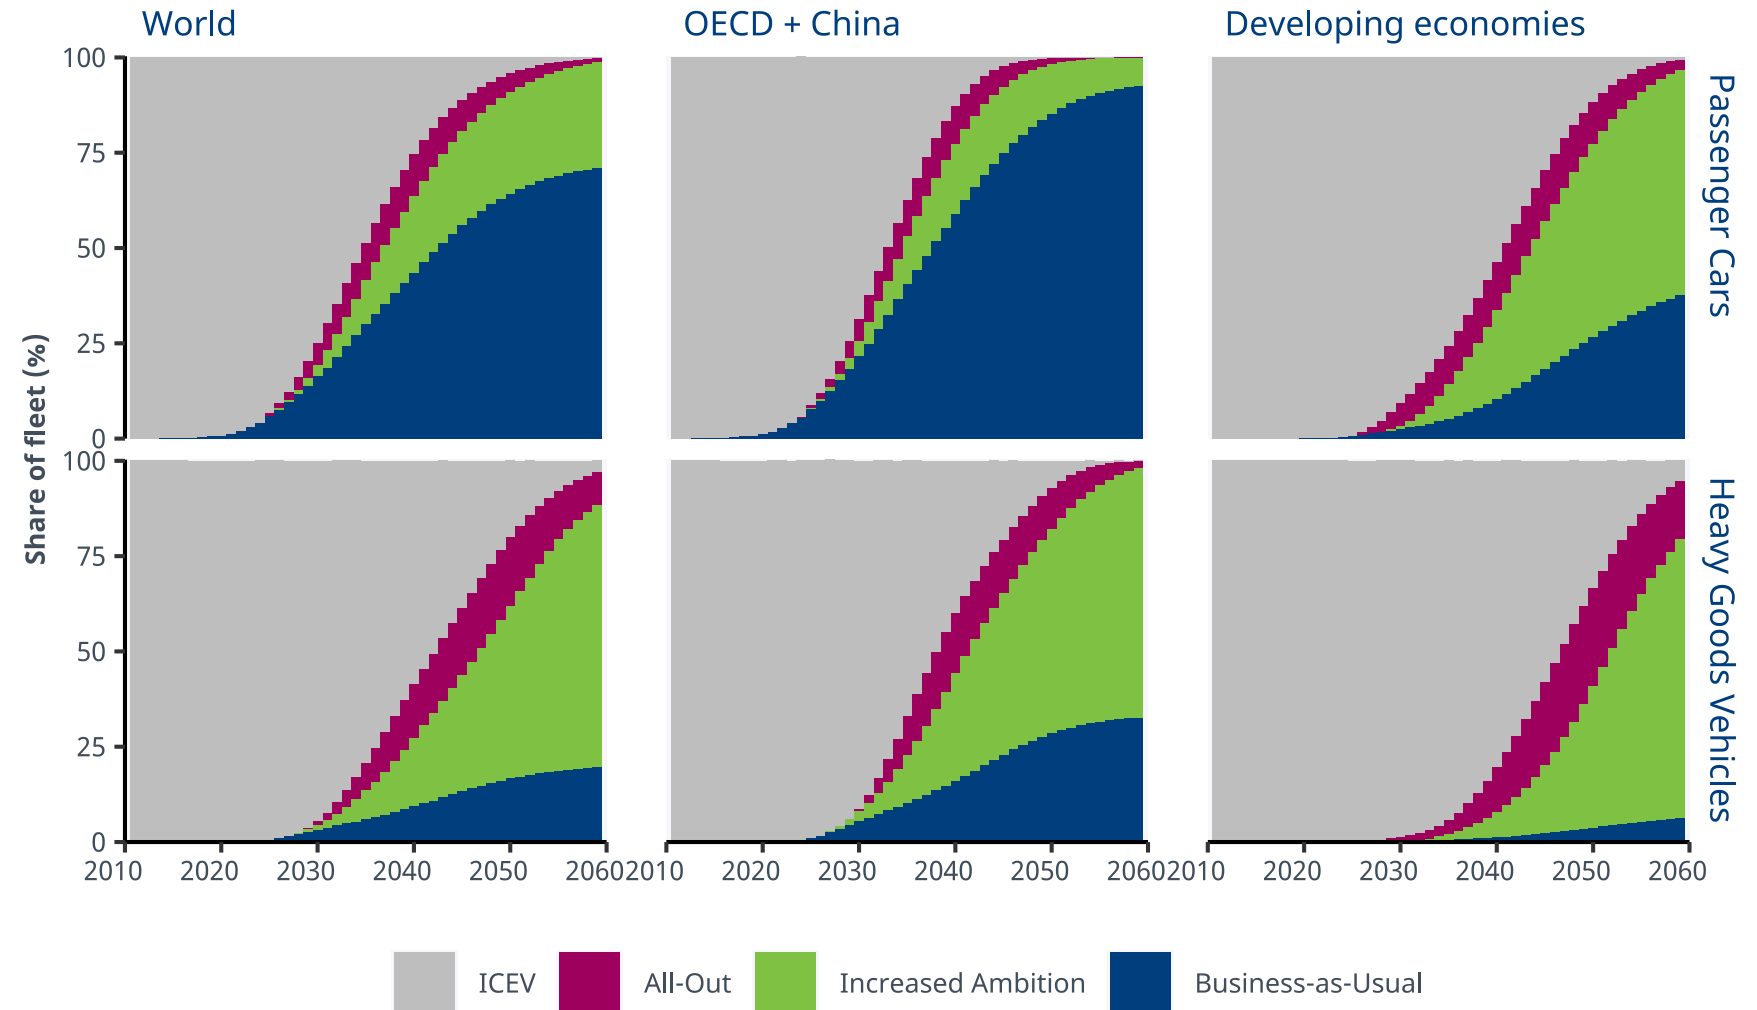 World
OECD + China
Developing economies
100
75
50
25
0
Passenger Cars
Share of fleet (%)
100
75
50
25
0
Heavy Goods Vehicles
2010 2020 2030 2040 2050 2060
2010 2020 2030 2040 2050 2060
2010 2020 2030 2040 2050 2060
ICEV All-Out Increased Ambition Business-as-Usual